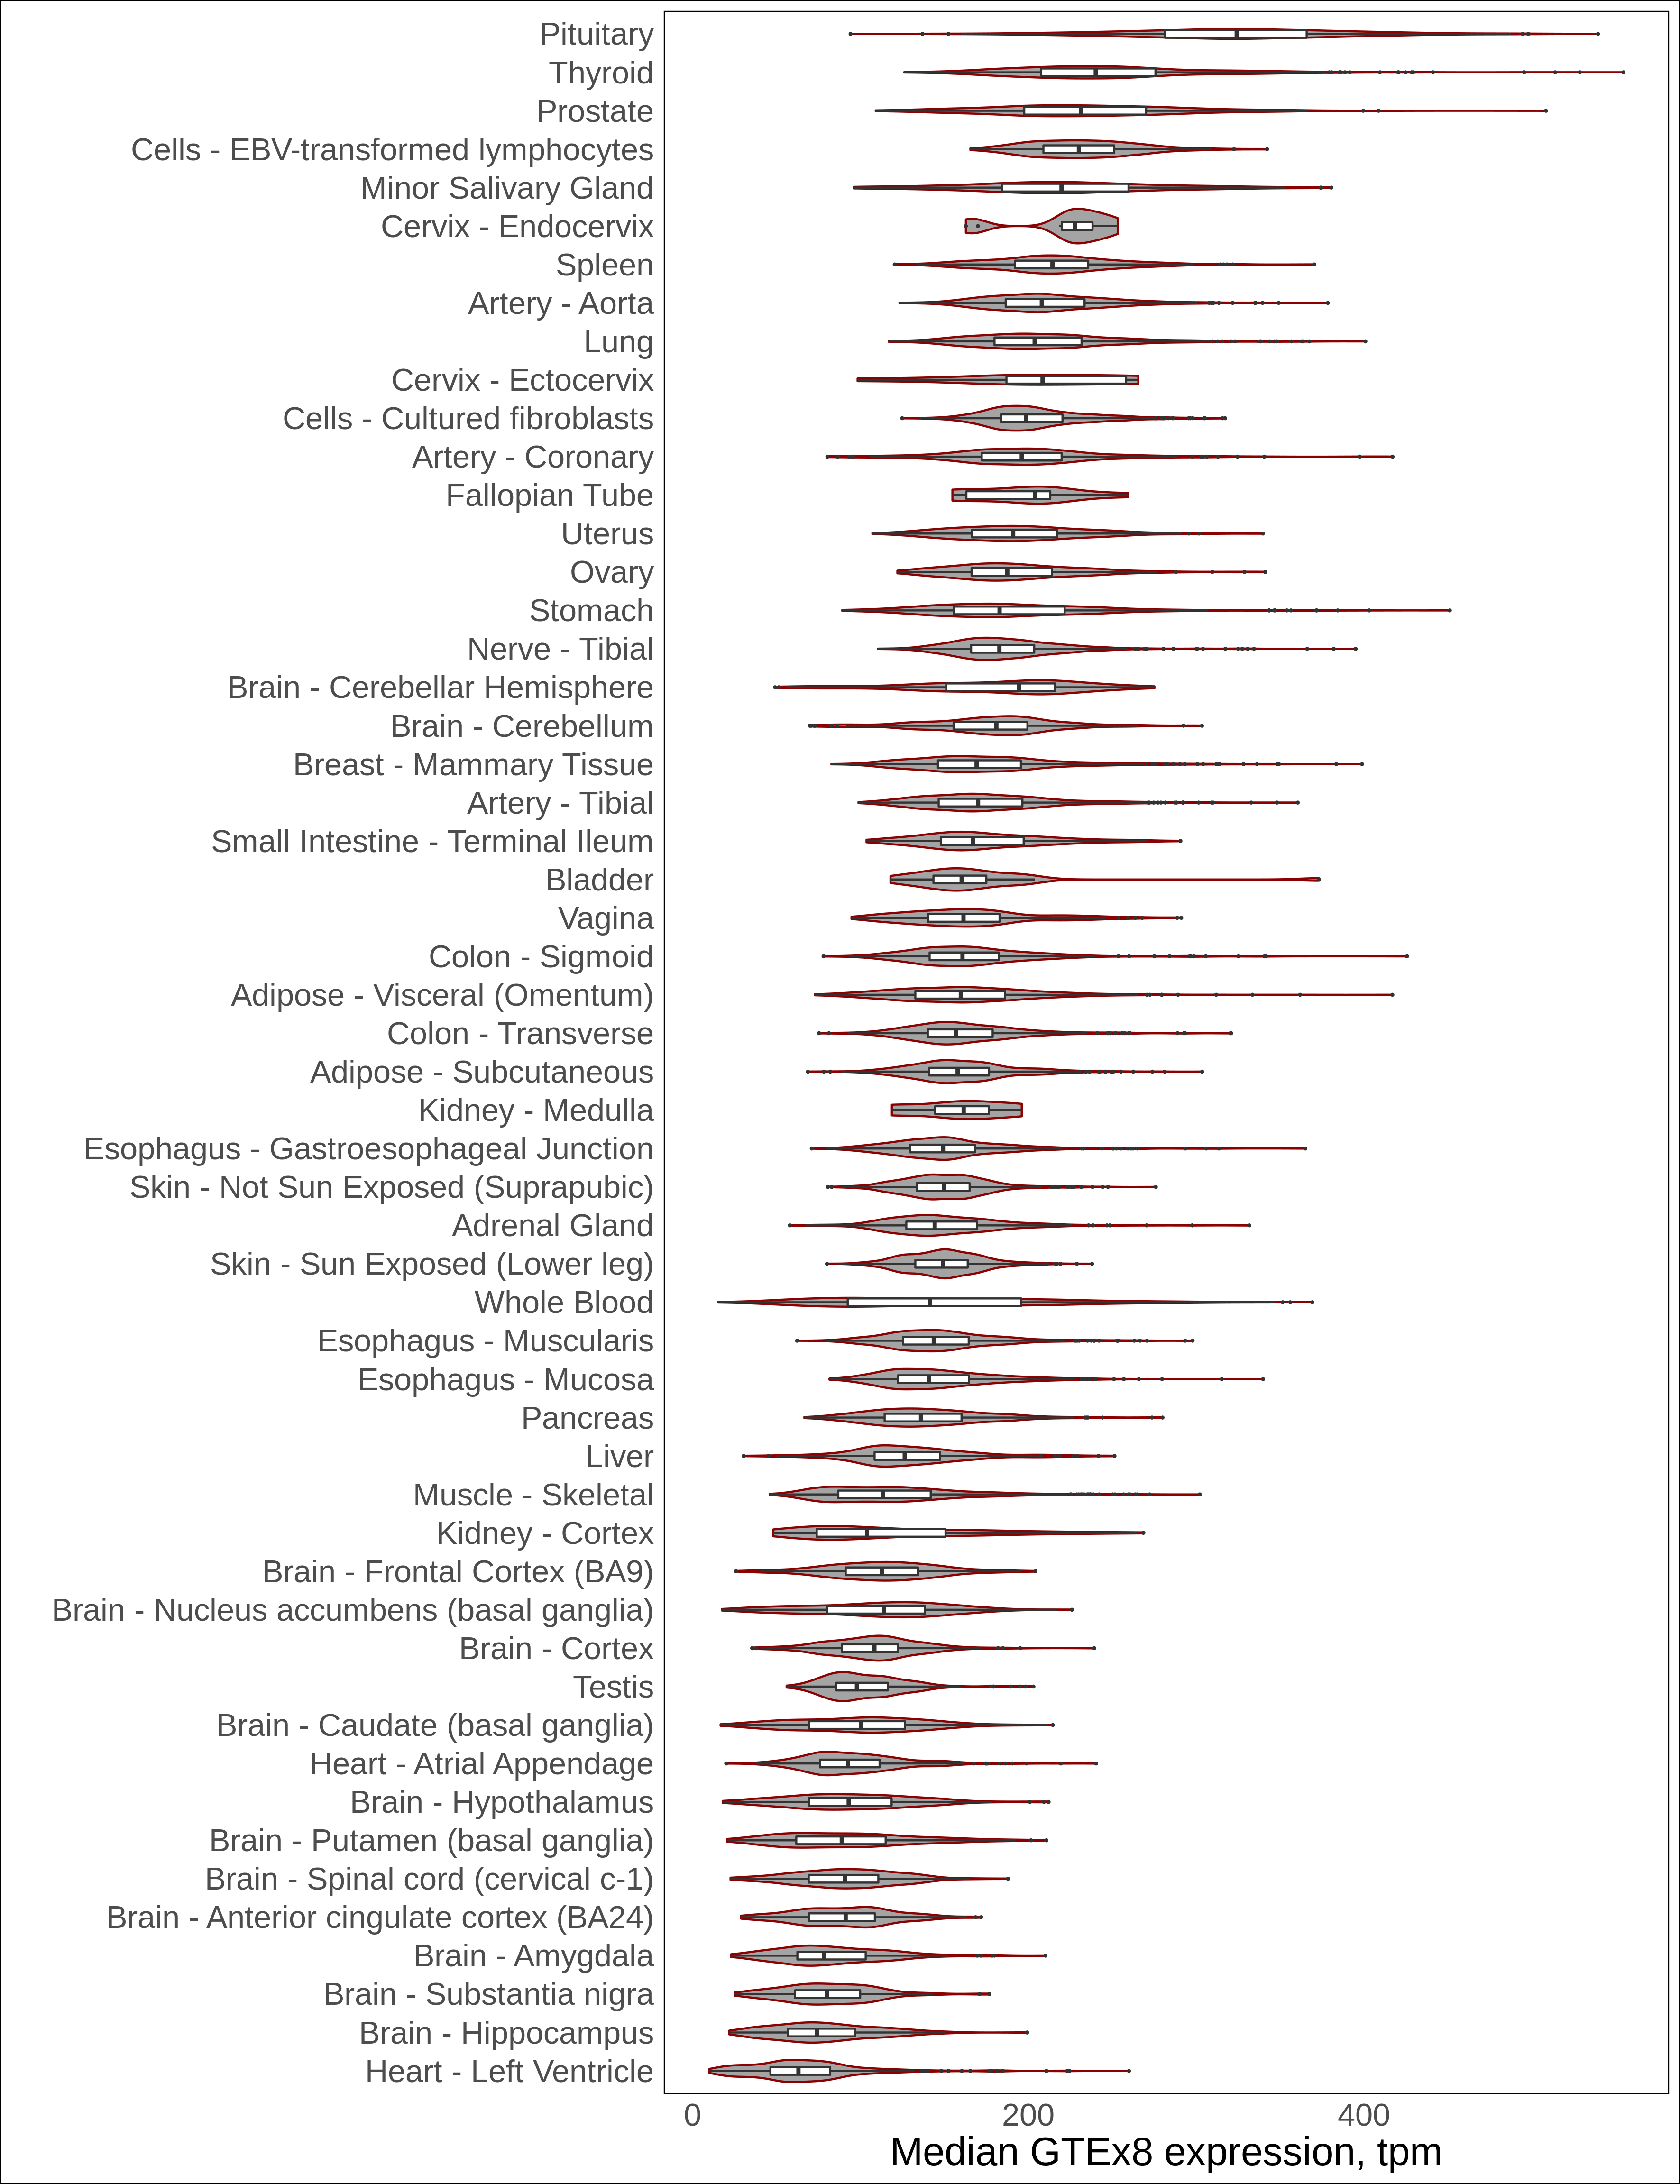 Pituitary
Thyroid
Prostate
Cells - EBV-transformed lymphocytes
Minor Salivary Gland
Cervix - Endocervix
Spleen
Artery - Aorta
Lung
Cervix - Ectocervix
Cells - Cultured fibroblasts
Artery - Coronary
Fallopian Tube
Uterus
Ovary
Stomach
Nerve - Tibial
Brain - Cerebellar Hemisphere
Brain - Cerebellum
Breast - Mammary Tissue
Artery - Tibial
Small Intestine - Terminal Ileum
Bladder
Vagina
Colon - Sigmoid
Adipose - Visceral (Omentum)
Colon - Transverse
Adipose - Subcutaneous
Kidney - Medulla
Esophagus - Gastroesophageal Junction
Skin - Not Sun Exposed (Suprapubic)
Adrenal Gland
Skin - Sun Exposed (Lower leg)
Whole Blood
Esophagus - Muscularis
Esophagus - Mucosa
Pancreas
Liver
Muscle - Skeletal
Kidney - Cortex
Brain - Frontal Cortex (BA9)
Brain - Nucleus accumbens (basal ganglia)
Brain - Cortex
Testis
Brain - Caudate (basal ganglia)
Heart - Atrial Appendage
Brain - Hypothalamus
Brain - Putamen (basal ganglia)
Brain - Spinal cord (cervical c-1)
Brain - Anterior cingulate cortex (BA24)
Brain - Amygdala
Brain - Substantia nigra
Brain - Hippocampus
Heart - Left Ventricle
0 200 400
Median GTEx8 expression, tpm